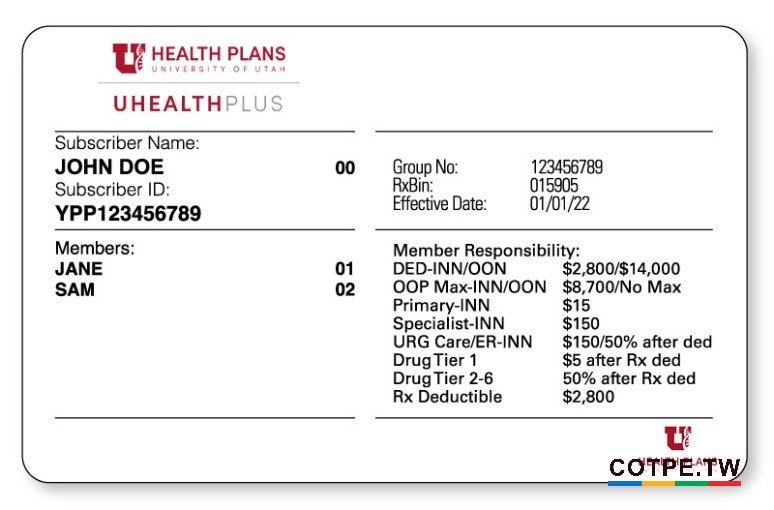 HEALTH PLANS
UNIVERSITY OF UTAH
UHEALTHPLUS
Subscriber Name:
JOHN DOE 00
Subscriber ID:
YPP123456789
Group No: 123456789
RxBin: 015905
Effective Date: 01/01/22
Members:
JANE 01
SAM 02
Member Responsibility:
DED-INN/OON $2,800/$14,000
OOP Max-INN/OON $8,700/No Max
Primary-INN $15
Specialist-INN $150
URG Care/ER-INN $150/50% after ded
Drug Tier 1 $5 after Rx ded
Drug Tier 2-6 50% after Rx ded
Rx Deductible $2,800
HEALTH PLANS
COTPE.TW